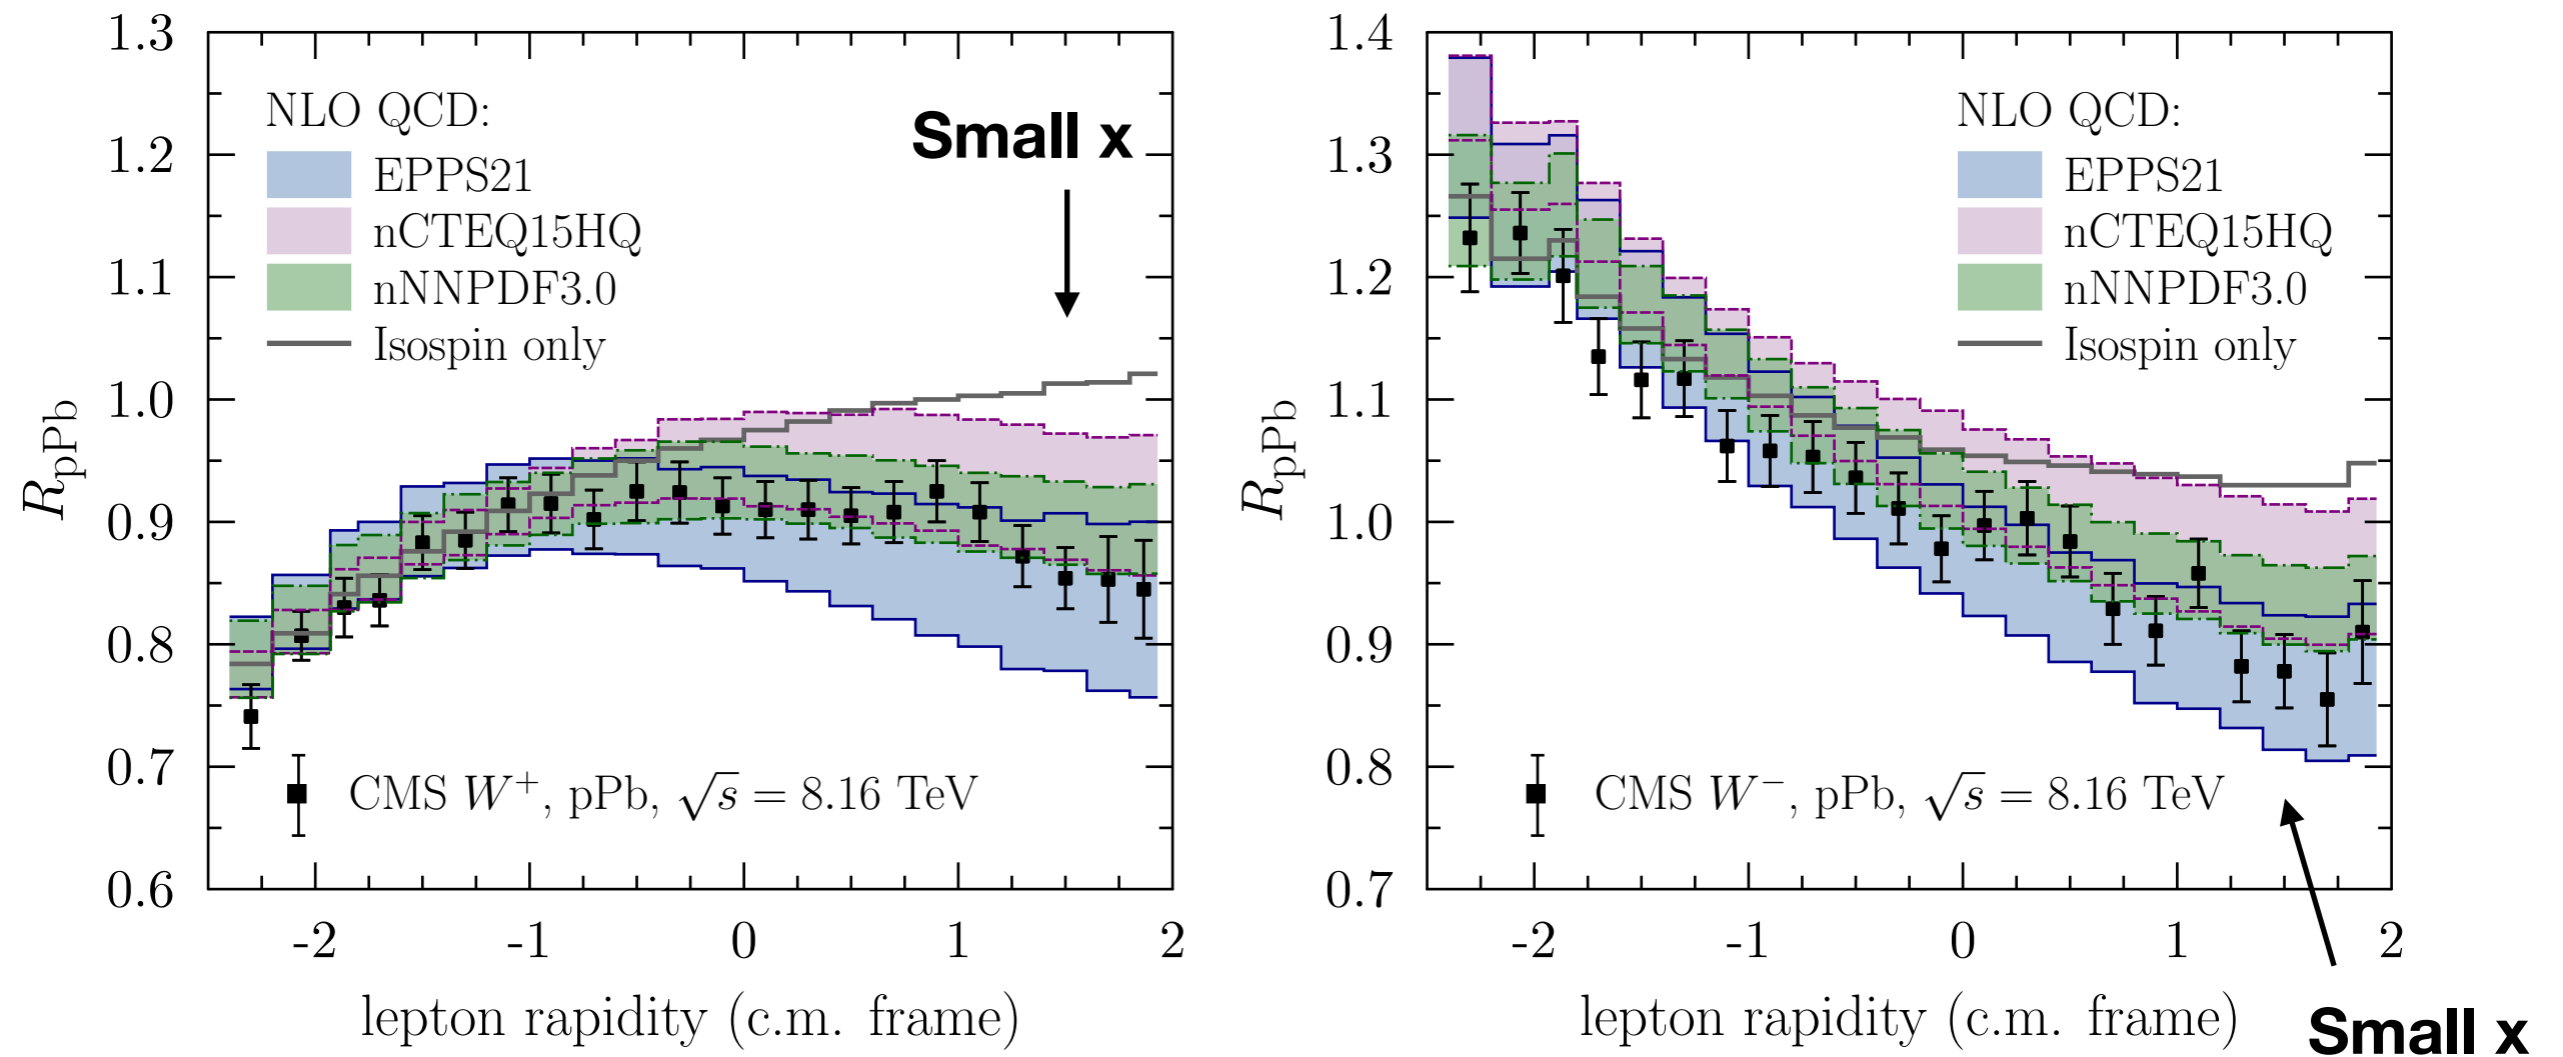 1.3
1.2
1.1
1.0
0.9
0.8
0.7
0.6
R_pPb
NLO QCD:
EPPS21
nCTEQ15HQ
nNNPDF3.0
Isospin only
Small x
CMS W⁺, pPb, √s = 8.16 TeV
-2 -1 0 1 2
lepton rapidity (c.m. frame)
1.4
1.3
1.2
1.1
1.0
0.9
0.8
0.7
R_pPb
NLO QCD:
EPPS21
nCTEQ15HQ
nNNPDF3.0
Isospin only
CMS W⁻, pPb, √s = 8.16 TeV
-2 -1 0 1 2
lepton rapidity (c.m. frame)
Small x